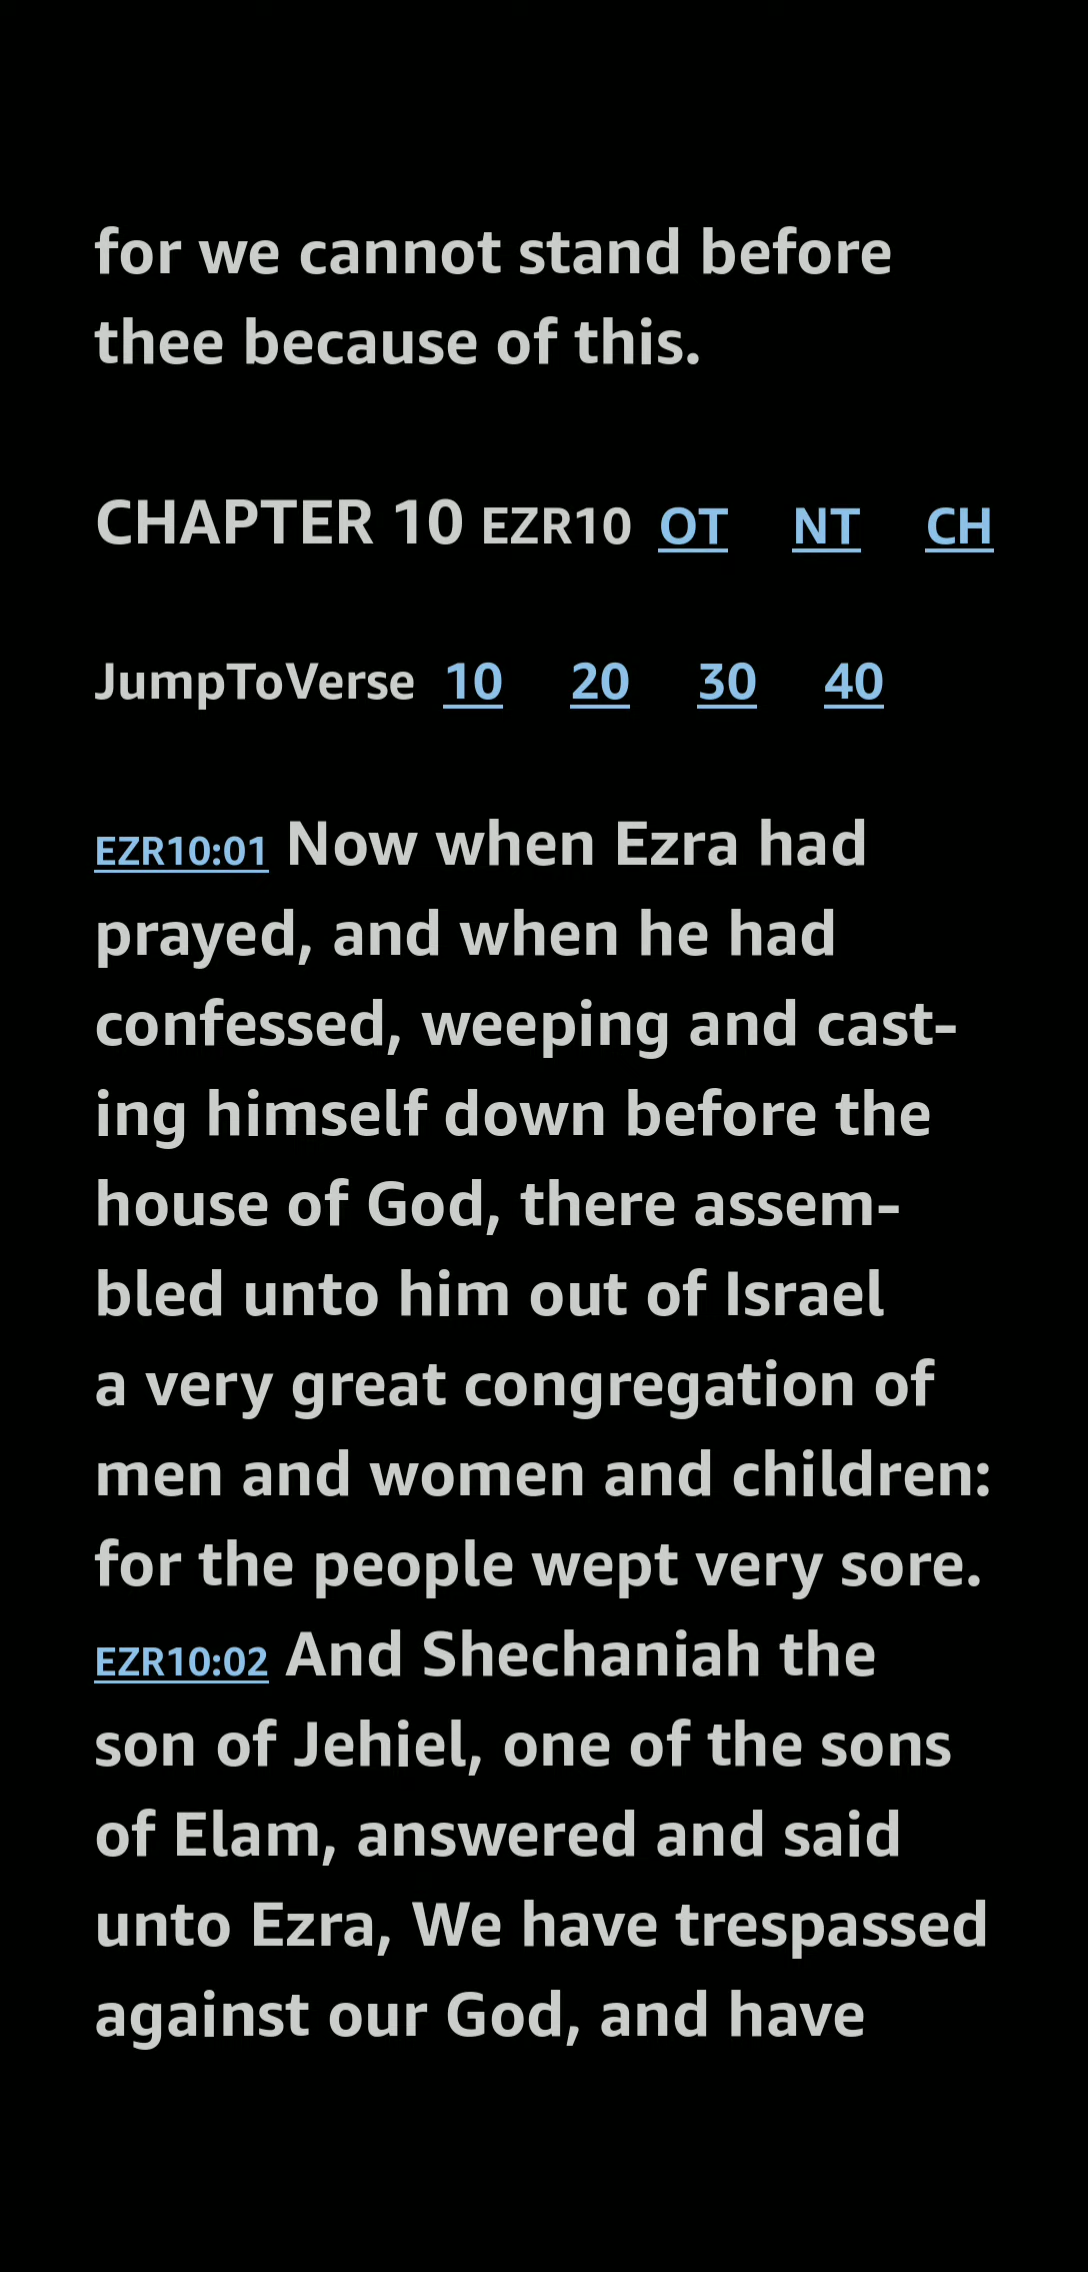 for we cannot stand before
thee because of this.
CHAPTER 10 EZR10 OT NT CH
JumpToVerse 10 20 30 40
EZR10:01 Now when Ezra had
prayed, and when he had
confessed, weeping and cast-
ing himself down before the
house of God, there assem-
bled unto him out of Israel
a very great congregation of
men and women and children:
for the people wept very sore.
EZR10:02 And Shechaniah the
son of Jehiel, one of the sons
of Elam, answered and said
unto Ezra, We have trespassed
against our God, and have